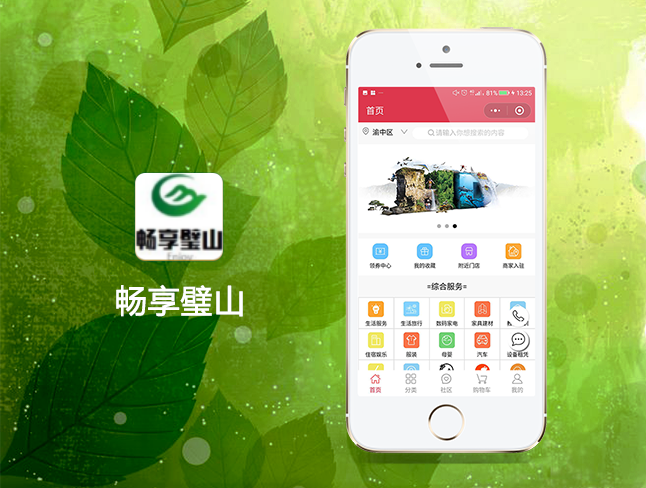 畅享璧山
Enjoy
畅享璧山
81% 13:25
首页
渝中区
请输入你想搜索的内容
领券中心 我的收藏 附近门店 商家入驻
=综合服务=
生活服务 生活旅行 数码家电 家具建材
住宿娱乐 服装 母婴 汽车 设备租赁
首页 分类 社区 购物车 我的